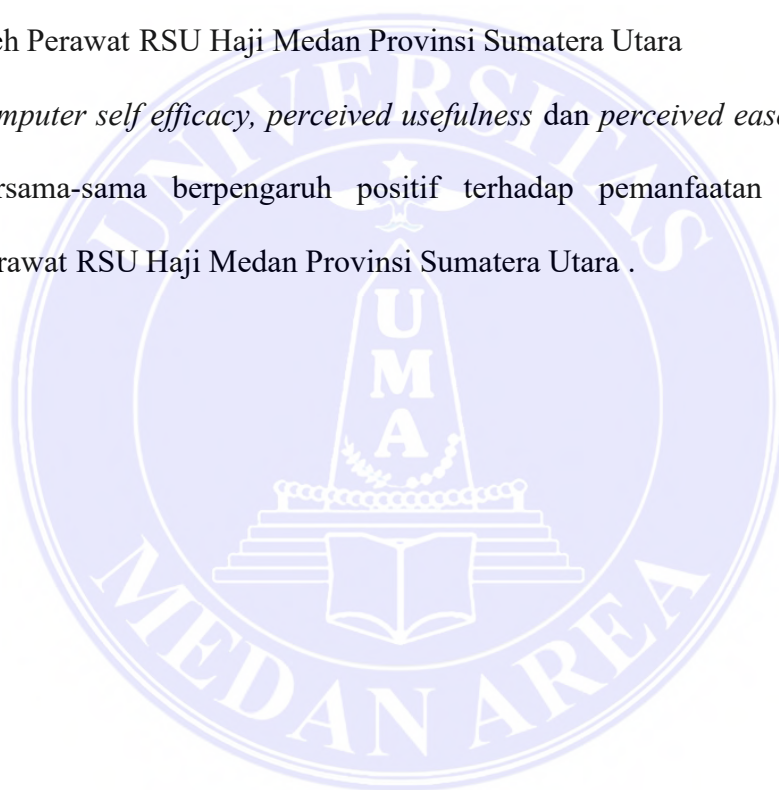 eh Perawat RSU Haji Medan Provinsi Sumatera Utara
mputer self efficacy, perceived usefulness dan perceived ease
rsama-sama berpengaruh positif terhadap pemanfaatan
rawat RSU Haji Medan Provinsi Sumatera Utara .
UNIVERSITAS
UMA
MEDAN AREA